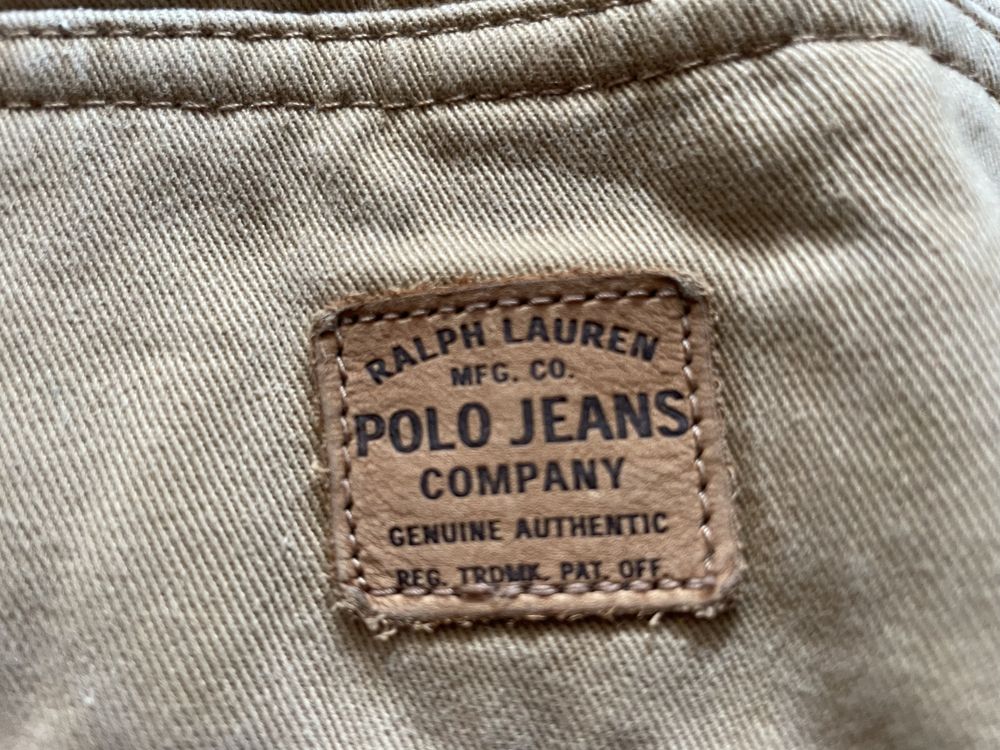 RALPH LAUREN
MFG. CO.
POLO JEANS
COMPANY
GENUINE AUTHENTIC
REG. TRDMK. PAT. OFF.